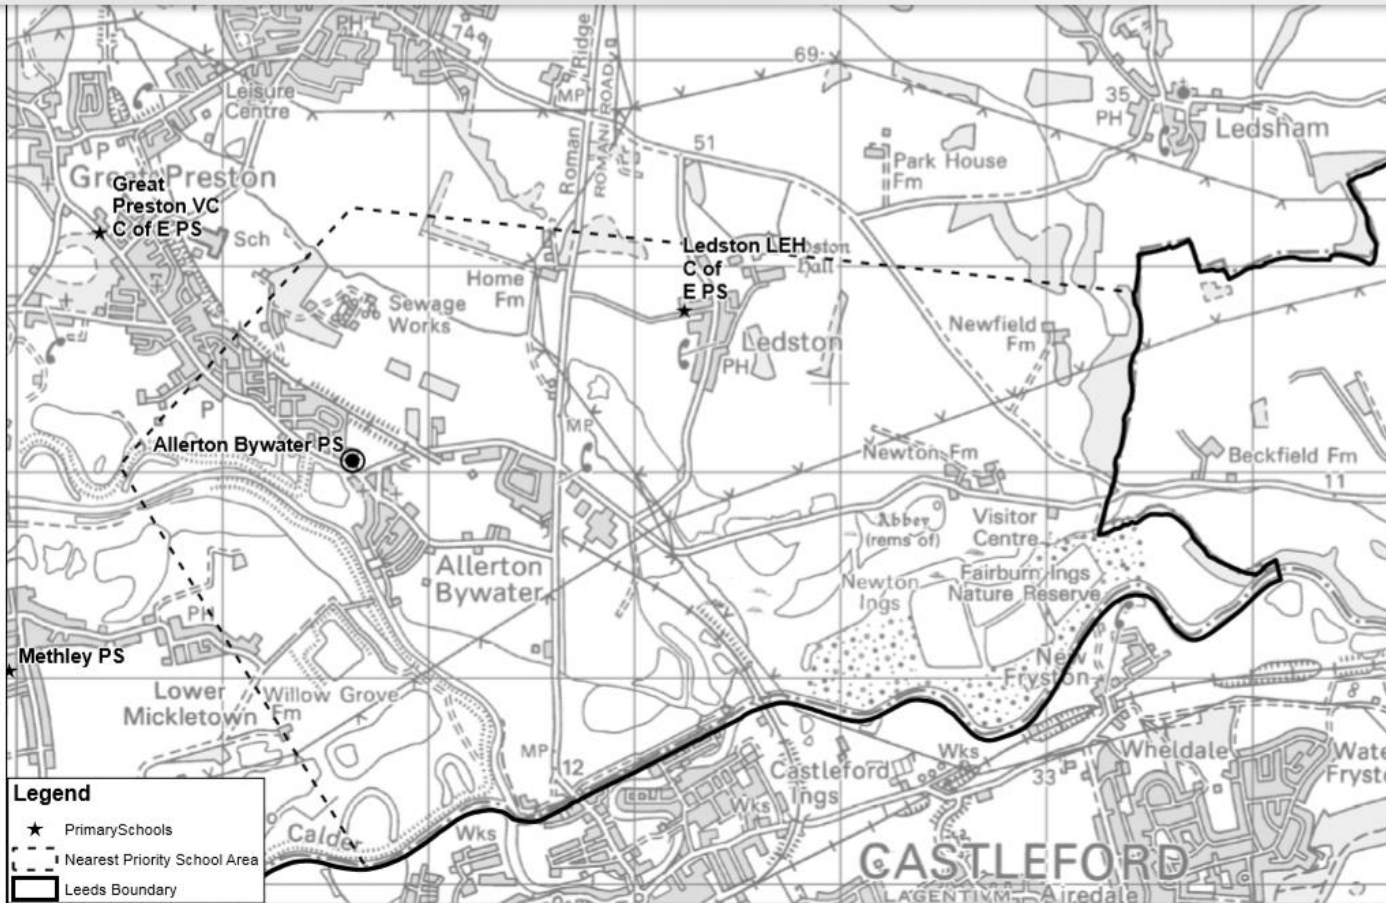 PH
74
Ridge
69
Leisure
Centre
MP
ROMAN ROAD
Roman
35
PH
Ledsham
P
51
Park House
Fm
Great Preston
Great
Preston VC
C of E PS
Sch
Ledston LEH
C of
E PS
Hall
Home
Fm
Sewage
Works
Newfield
Fm
Ledston
PH
P
MP
Allerton Bywater PS
Newton Fm
Beckfield Fm
11
Abbey
(rems of)
Visitor
Centre
Allerton
Bywater
Newton
Ings
Fairburn Ings
Nature Reserve
PH
Methley PS
New
Fryston
Lower
Mickletown
Willow Grove
Fm
8
MP
12
Castleford
Ings
Wks
33
Wheldale
Wks
Calder
Wks
CASTLEFORD
LAGENTIVM
Airedale
Legend
PrimarySchools
Nearest Priority School Area
Leeds Boundary